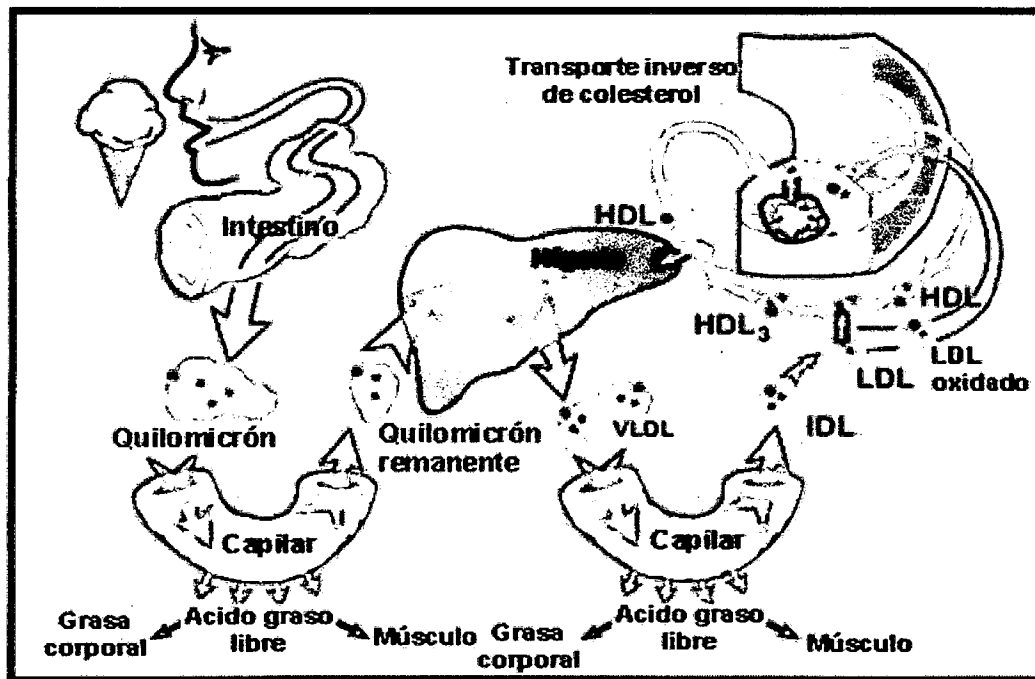 Transporte inverso
de colesterol
Intestino
HDL
Hígado
HDL₃
HDL
LDL
LDL
oxidado
Quilomicrón
Quilomicrón
remanente
VLDL
IDL
Capilar
Capilar
Grasa
corporal
Acido graso
libre
Músculo
Grasa
corporal
Acido graso
libre
Músculo